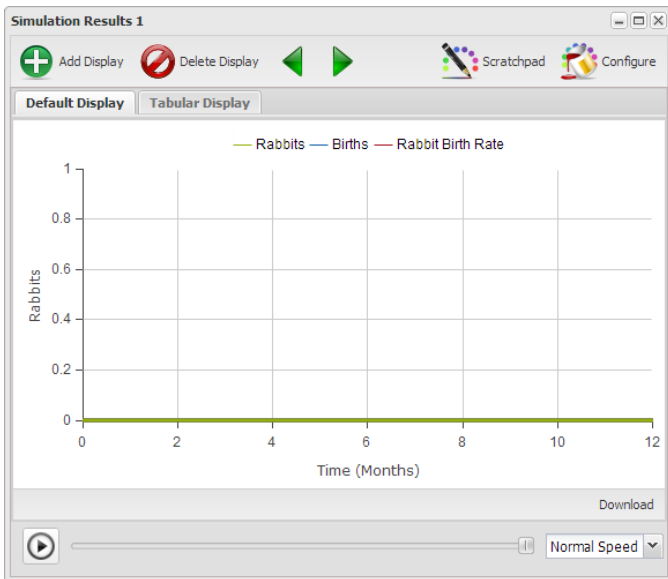 Simulation Results 1
Add Display Delete Display Scratchpad Configure
Default Display Tabular Display
Rabbits Births Rabbit Birth Rate
1
0.8
0.6
0.4
0.2
0
Rabbits
0 2 4 6 8 10 12
Time (Months)
Download
Normal Speed